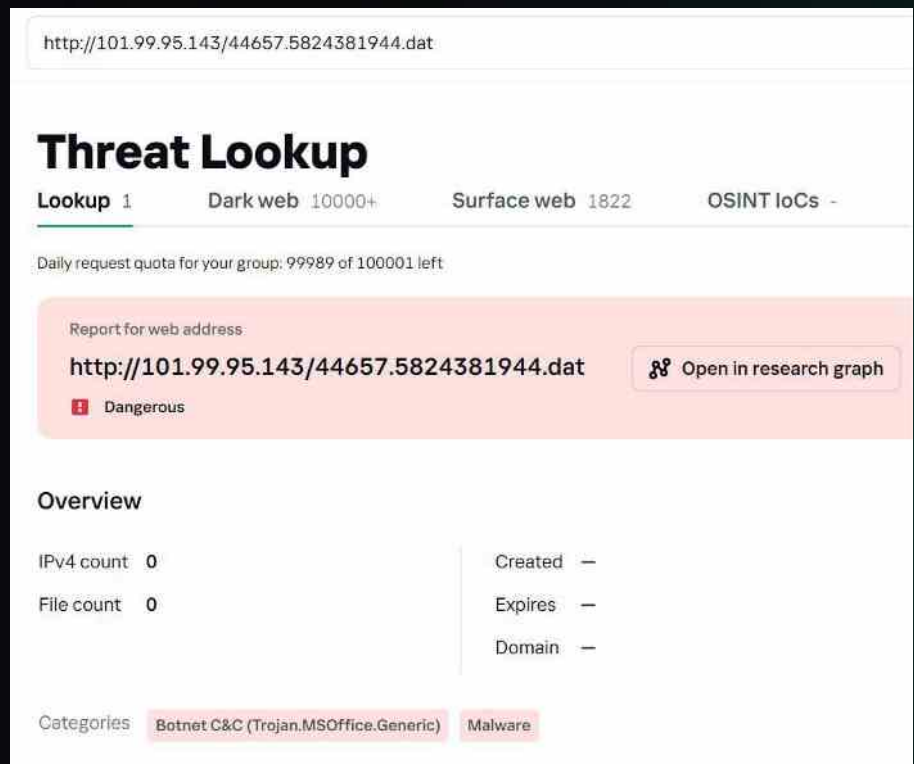 http://101.99.95.143/44657.5824381944.dat
Threat Lookup
Lookup 1 Dark web 10000+ Surface web 1822 OSINT IoCs -
Daily request quota for your group: 99989 of 100001 left
Report for web address
http://101.99.95.143/44657.5824381944.dat Open in research graph
Dangerous
Overview
IPv4 count 0 Created —
File count 0 Expires —
Domain —
Categories Botnet C&C (Trojan.MSOffice.Generic) Malware